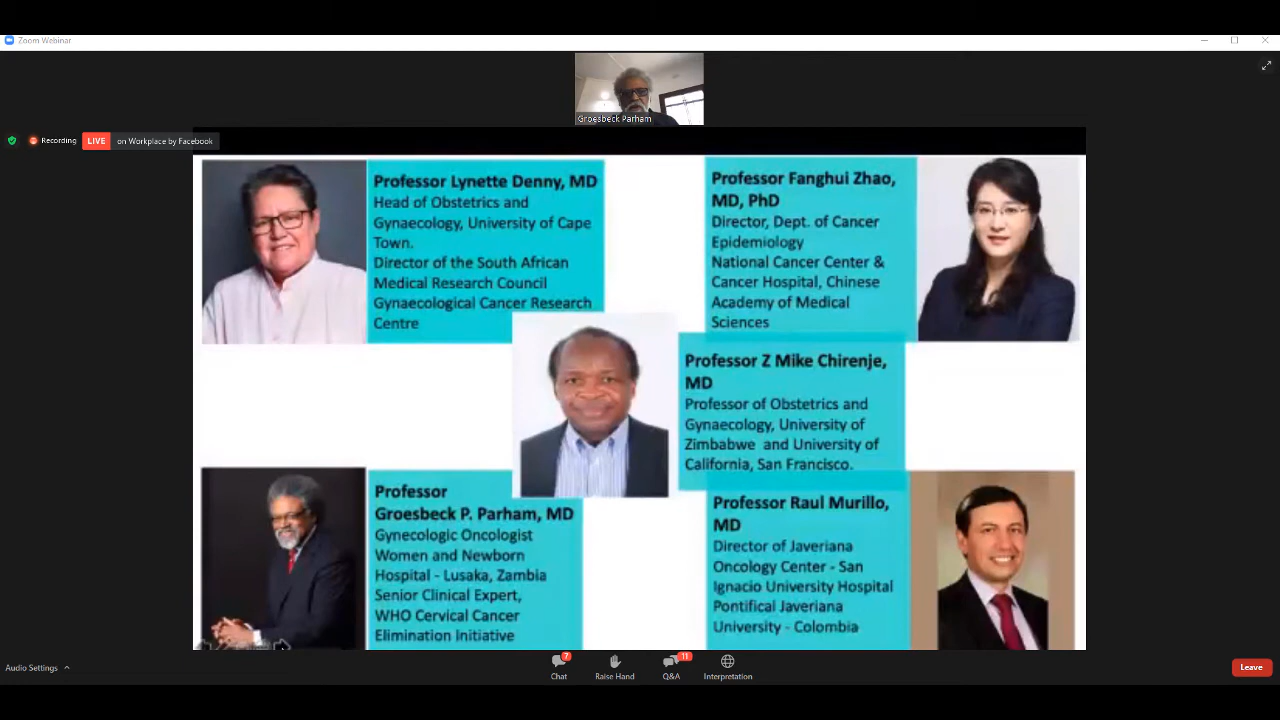 Zoom Webinar
Groesbeck Parham
Recording
LIVE
on Workplace by Facebook
Professor Lynette Denny, MD
Head of Obstetrics and
Gynaecology, University of Cape
Town.
Director of the South African
Medical Research Council
Gynaecological Cancer Research
Centre
Professor Fanghui Zhao,
MD, PhD
Director, Dept. of Cancer
Epidemiology
National Cancer Center &
Cancer Hospital, Chinese
Academy of Medical
Sciences
Professor Z Mike Chirenje,
MD
Professor of Obstetrics and
Gynaecology, University of
Zimbabwe and University of
California, San Francisco.
Professor
Groesbeck P. Parham, MD
Gynecologic Oncologist
Women and Newborn
Hospital - Lusaka, Zambia
Senior Clinical Expert,
WHO Cervical Cancer
Elimination Initiative
Professor Raul Murillo,
MD
Director of Javeriana
Oncology Center - San
Ignacio University Hospital
Pontifical Javeriana
University - Colombia
Audio Settings
7
Chat
Raise Hand
11
Q&A
Interpretation
Leave